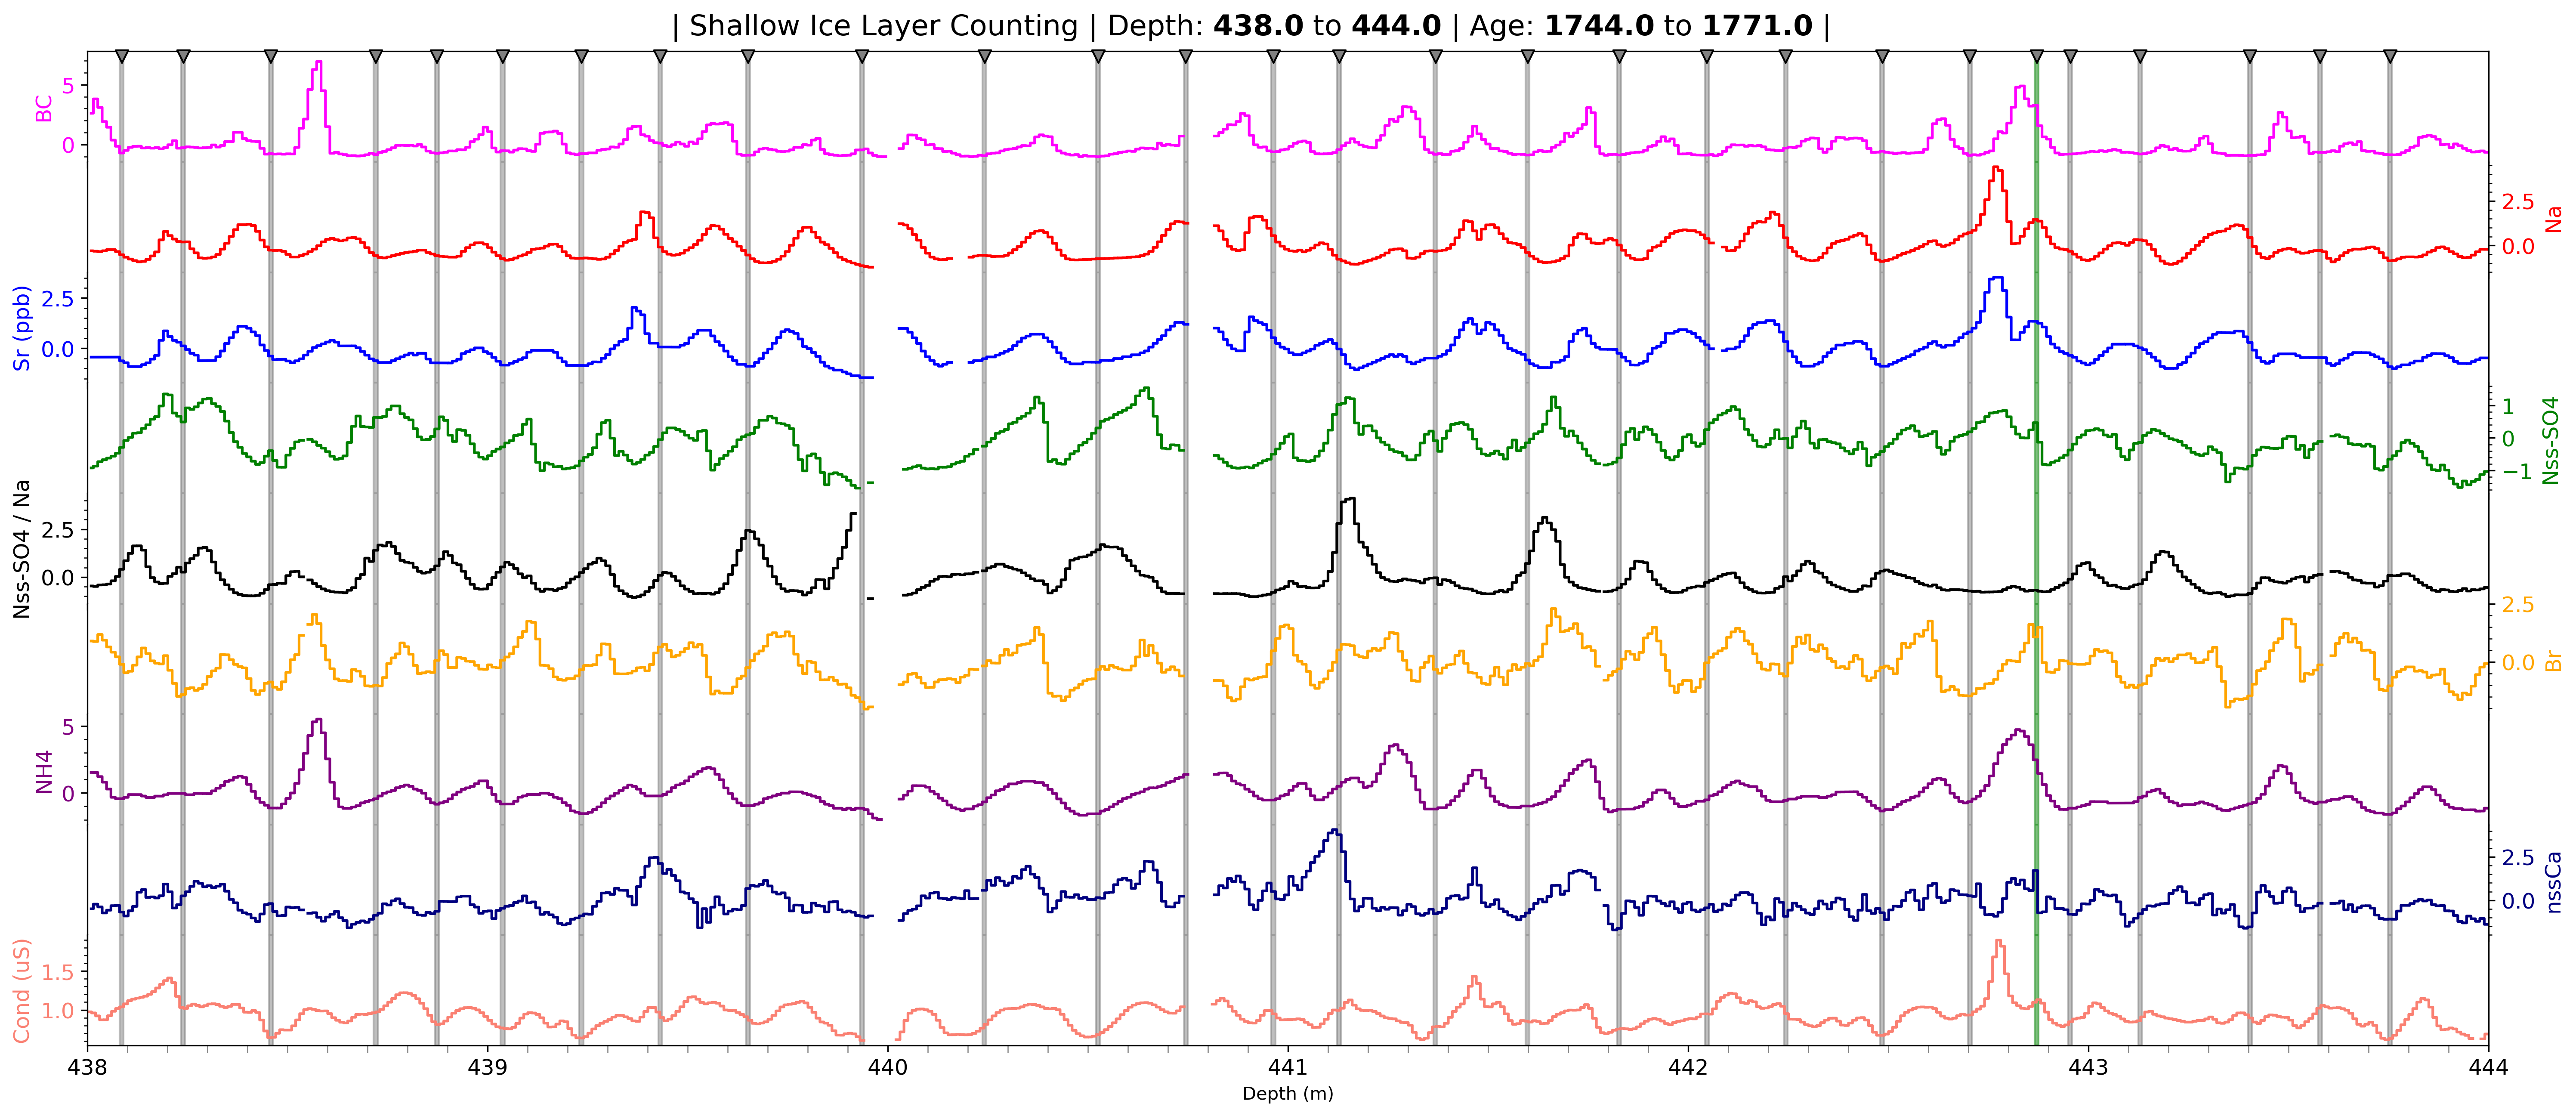 | Shallow Ice Layer Counting | Depth: 438.0 to 444.0 | Age: 1744.0 to 1771.0 |
BC
5
0
2.5
0.0
Na
Sr (ppb)
2.5
0.0
1
0
−1
Nss-SO4
Nss-SO4 / Na
2.5
0.0
2.5
0.0
Br
NH4
5
0
2.5
0.0
nssCa
Cond (uS)
1.5
1.0
438 439 440 441 442 443 444
Depth (m)